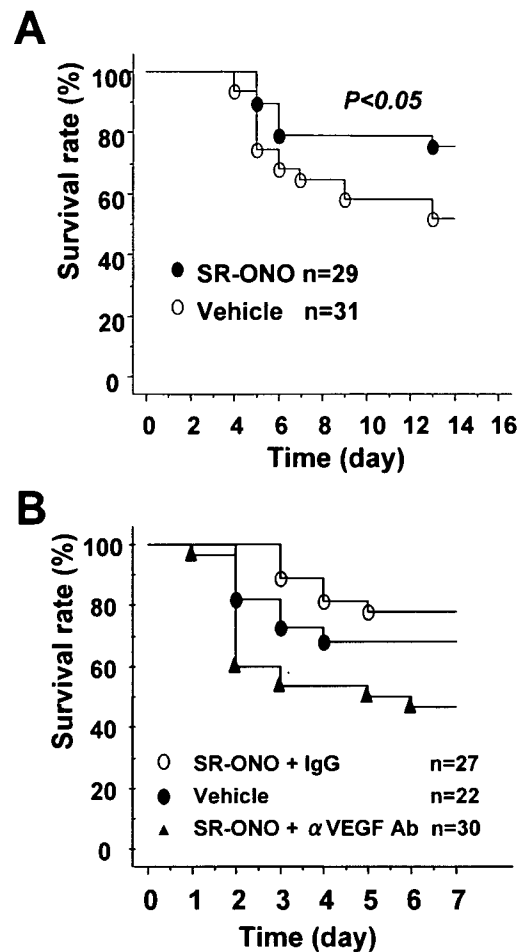 A
Survival rate (%)
100
80
60
40
20
0
P<0.05
SR-ONO n=29
Vehicle n=31
0 2 4 6 8 10 12 14 16
Time (day)
B
Survival rate (%)
100
80
60
40
20
0
SR-ONO + IgG n=27
Vehicle n=22
SR-ONO + αVEGF Ab n=30
0 1 2 3 4 5 6 7
Time (day)